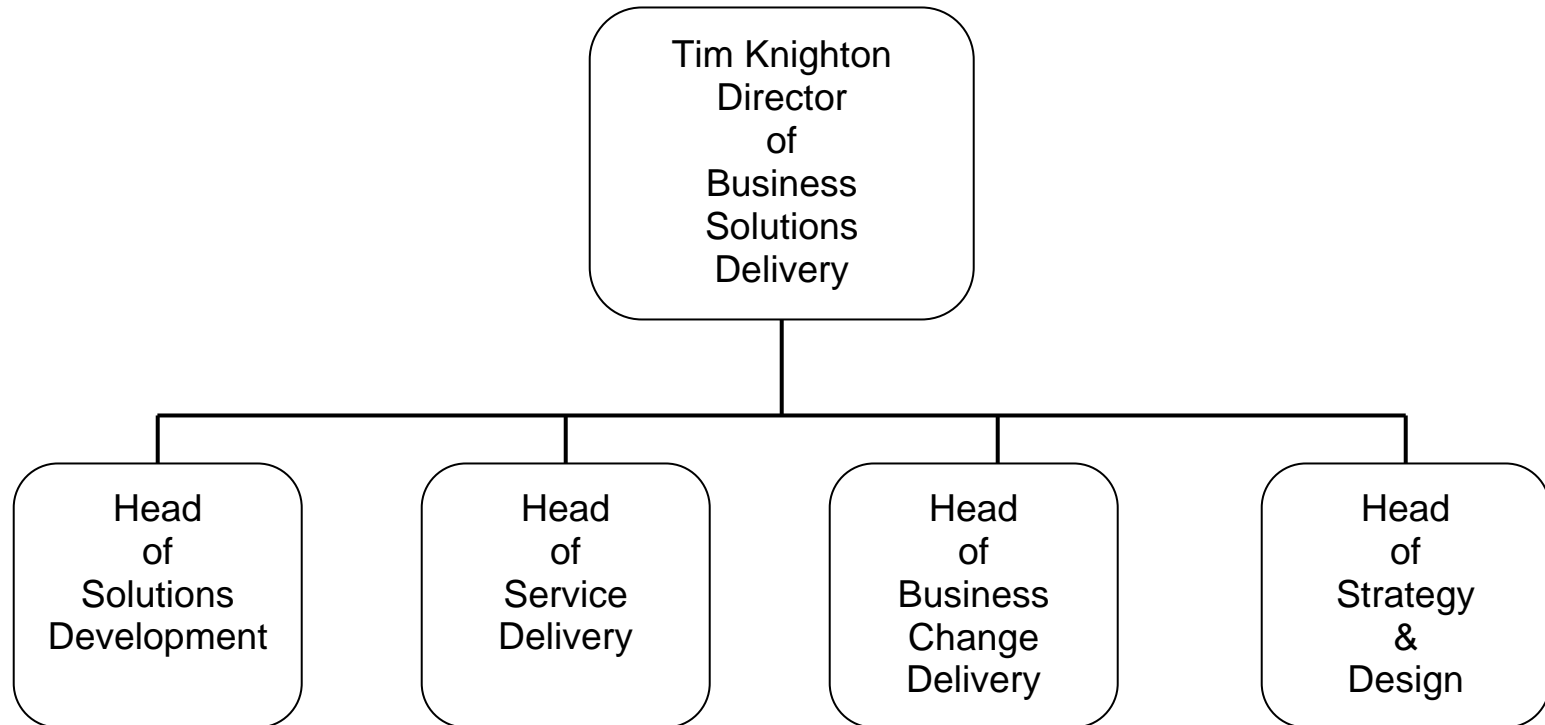 Tim Knighton
Director
of
Business
Solutions
Delivery
Head
of
Solutions
Development
Head
of
Service
Delivery
Head
of
Business
Change
Delivery
Head
of
Strategy
&
Design